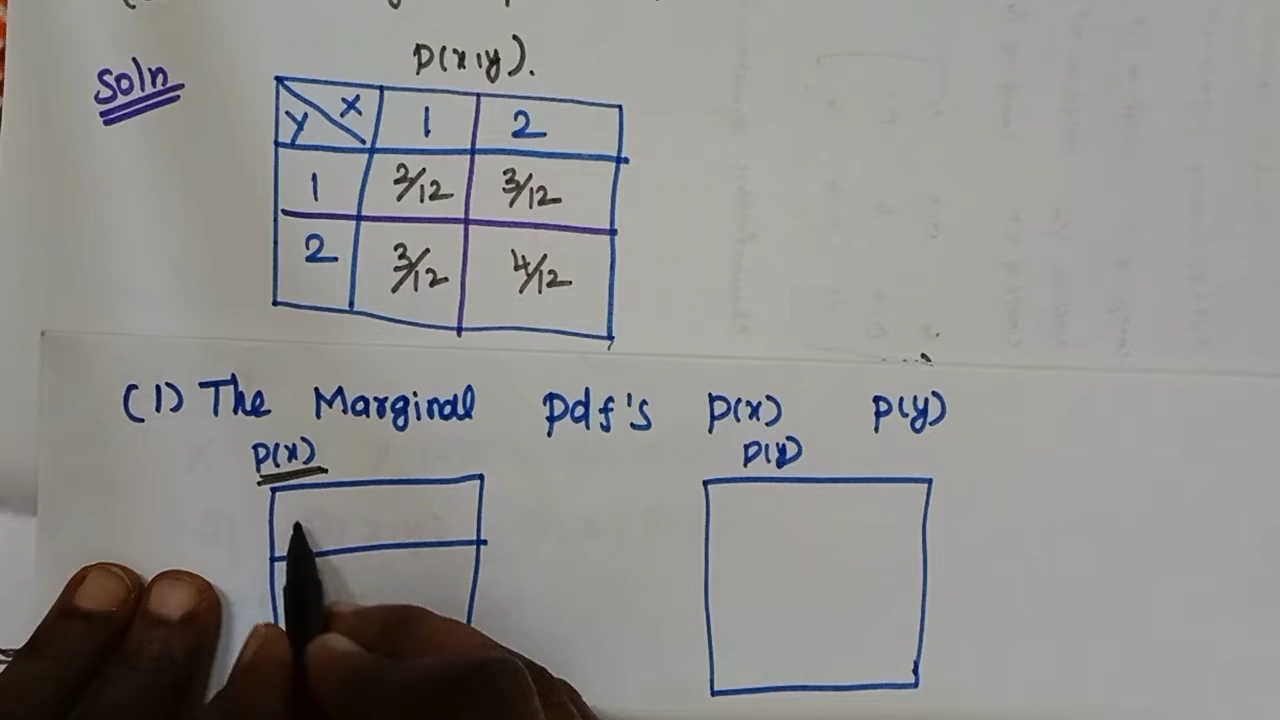 Soln
P(x,y).
Y X 1 2
1 2/12 3/12
2 3/12 4/12
(1) The Marginal Pdf's P(x) P(y)
P(x) P(y)